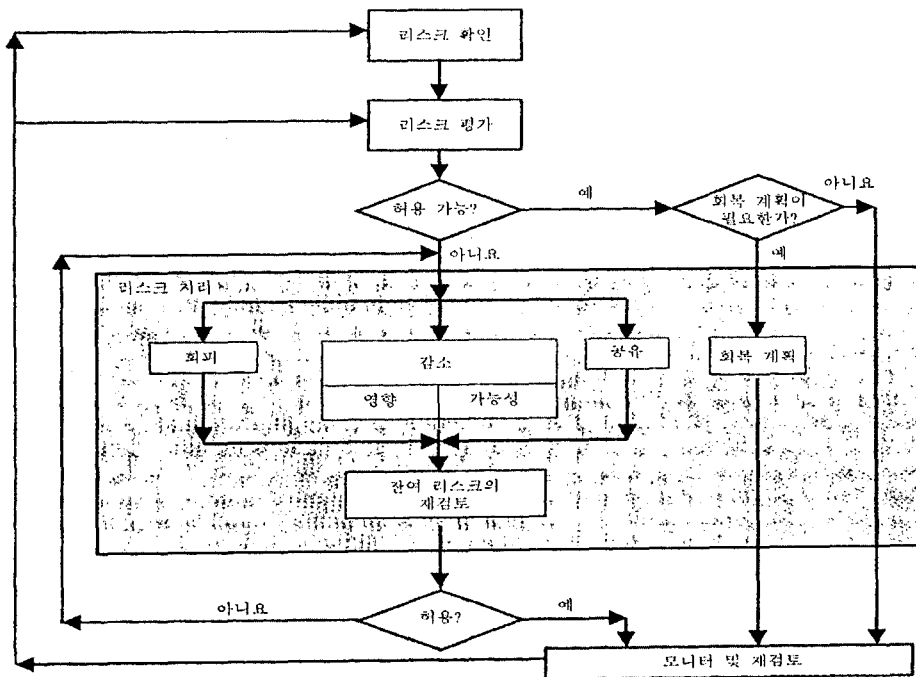 리스크 확인
리스크 평가
허용 가능?
예
회복 계획이
필요한가?
아니요
아니요
예
리스크 처리
회피
감소
영향
가능성
공유
회복 계획
잔여 리스크의
재검토
아니요
허용?
예
모니터 및 재검토